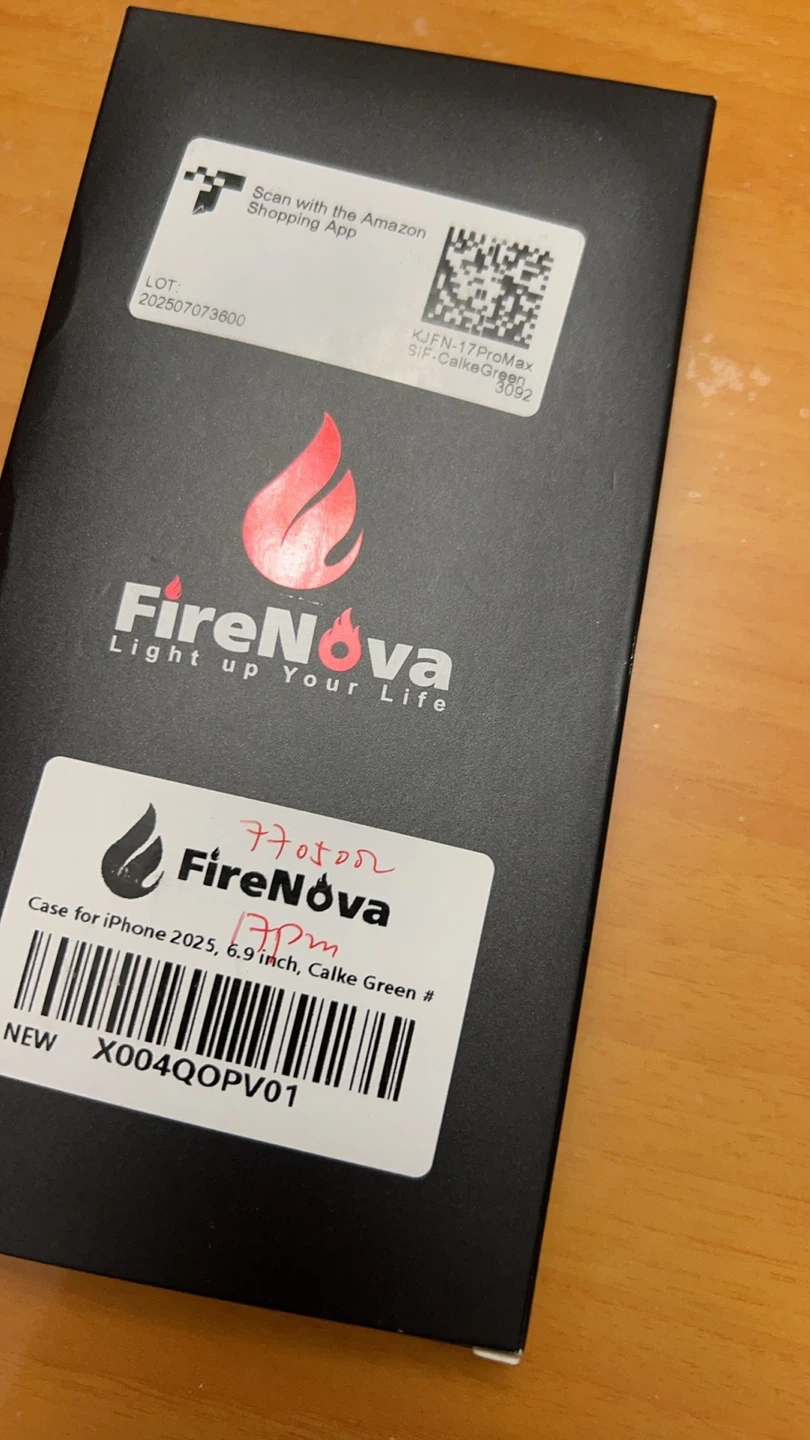 Scan with the Amazon
Shopping App
LOT:
202507073600
KJFN-17ProMax
SIF-CalkeGreen
3092
FireNova
Light up Your Life
FireNova
17pm
Case for iPhone 2025, 6.9 inch, Calke Green #
NEW X004QOPV01